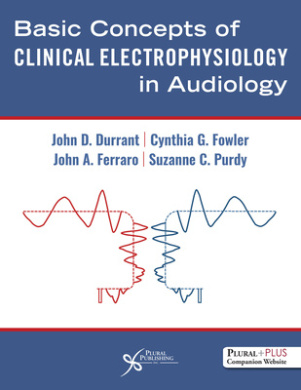 Basic Concepts of
CLINICAL ELECTROPHYSIOLOGY
in Audiology
John D. Durrant | Cynthia G. Fowler
John A. Ferraro | Suzanne C. Purdy
PLURAL PUBLISHING
INC.
PLURAL+PLUS
Companion Website